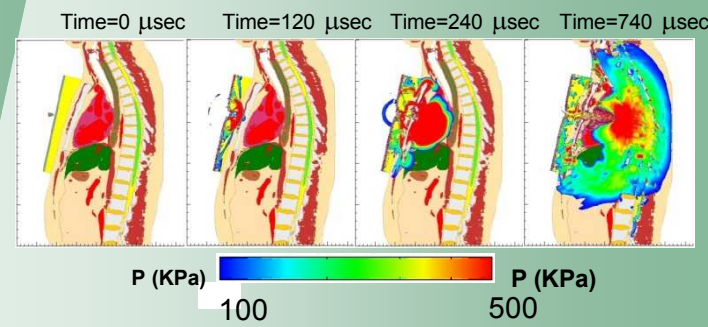 Time=0 μsec Time=120 μsec Time=240 μsec Time=740 μsec
P (KPa) P (KPa)
100 500